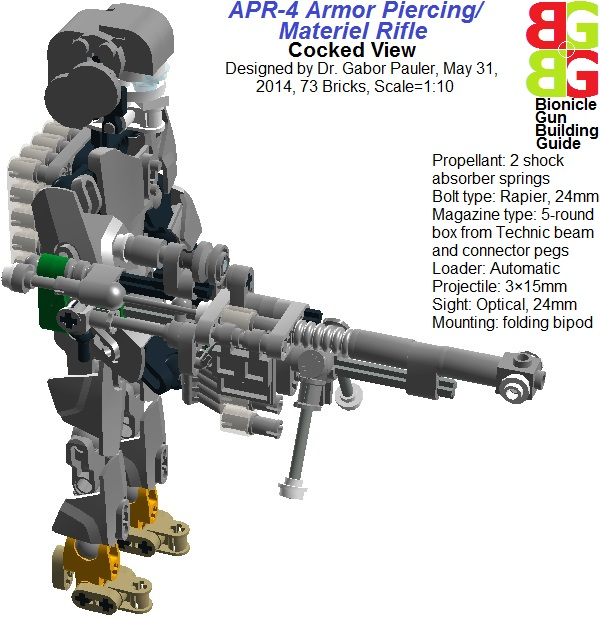 APR-4 Armor Piercing/
Materiel Rifle
Cocked View
Designed by Dr. Gabor Pauler, May 31,
2014, 73 Bricks, Scale=1:10
BG
BG
Bionicle
Gun
Building
Guide
Propellant: 2 shock
absorber springs
Bolt type: Rapier, 24mm
Magazine type: 5-round
box from Technic beam
and connector pegs
Loader: Automatic
Projectile: 3×15mm
Sight: Optical, 24mm
Mounting: folding bipod